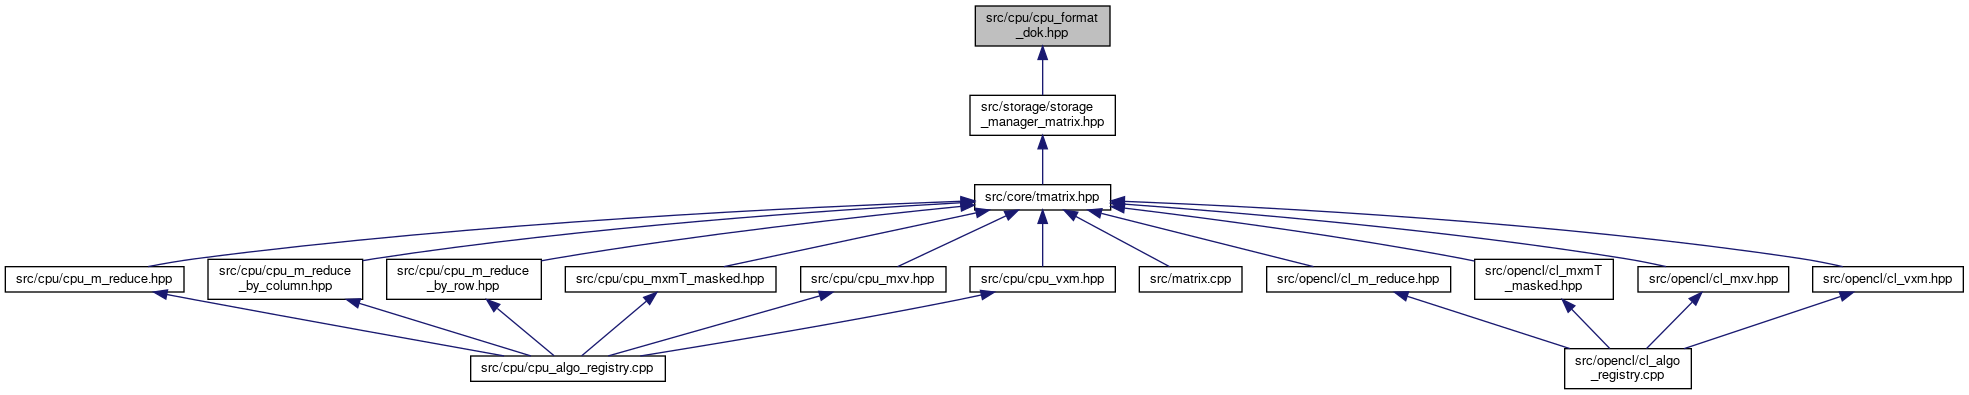 src/cpu/cpu_format
_dok.hpp
src/storage/storage
_manager_matrix.hpp
src/core/tmatrix.hpp
src/cpu/cpu_m_reduce.hpp
src/cpu/cpu_m_reduce
_by_column.hpp
src/cpu/cpu_m_reduce
_by_row.hpp
src/cpu/cpu_mxmT_masked.hpp
src/cpu/cpu_mxv.hpp
src/cpu/cpu_vxm.hpp
src/matrix.cpp
src/opencl/cl_m_reduce.hpp
src/opencl/cl_mxmT
_masked.hpp
src/opencl/cl_mxv.hpp
src/opencl/cl_vxm.hpp
src/cpu/cpu_algo_registry.cpp
src/opencl/cl_algo
_registry.cpp